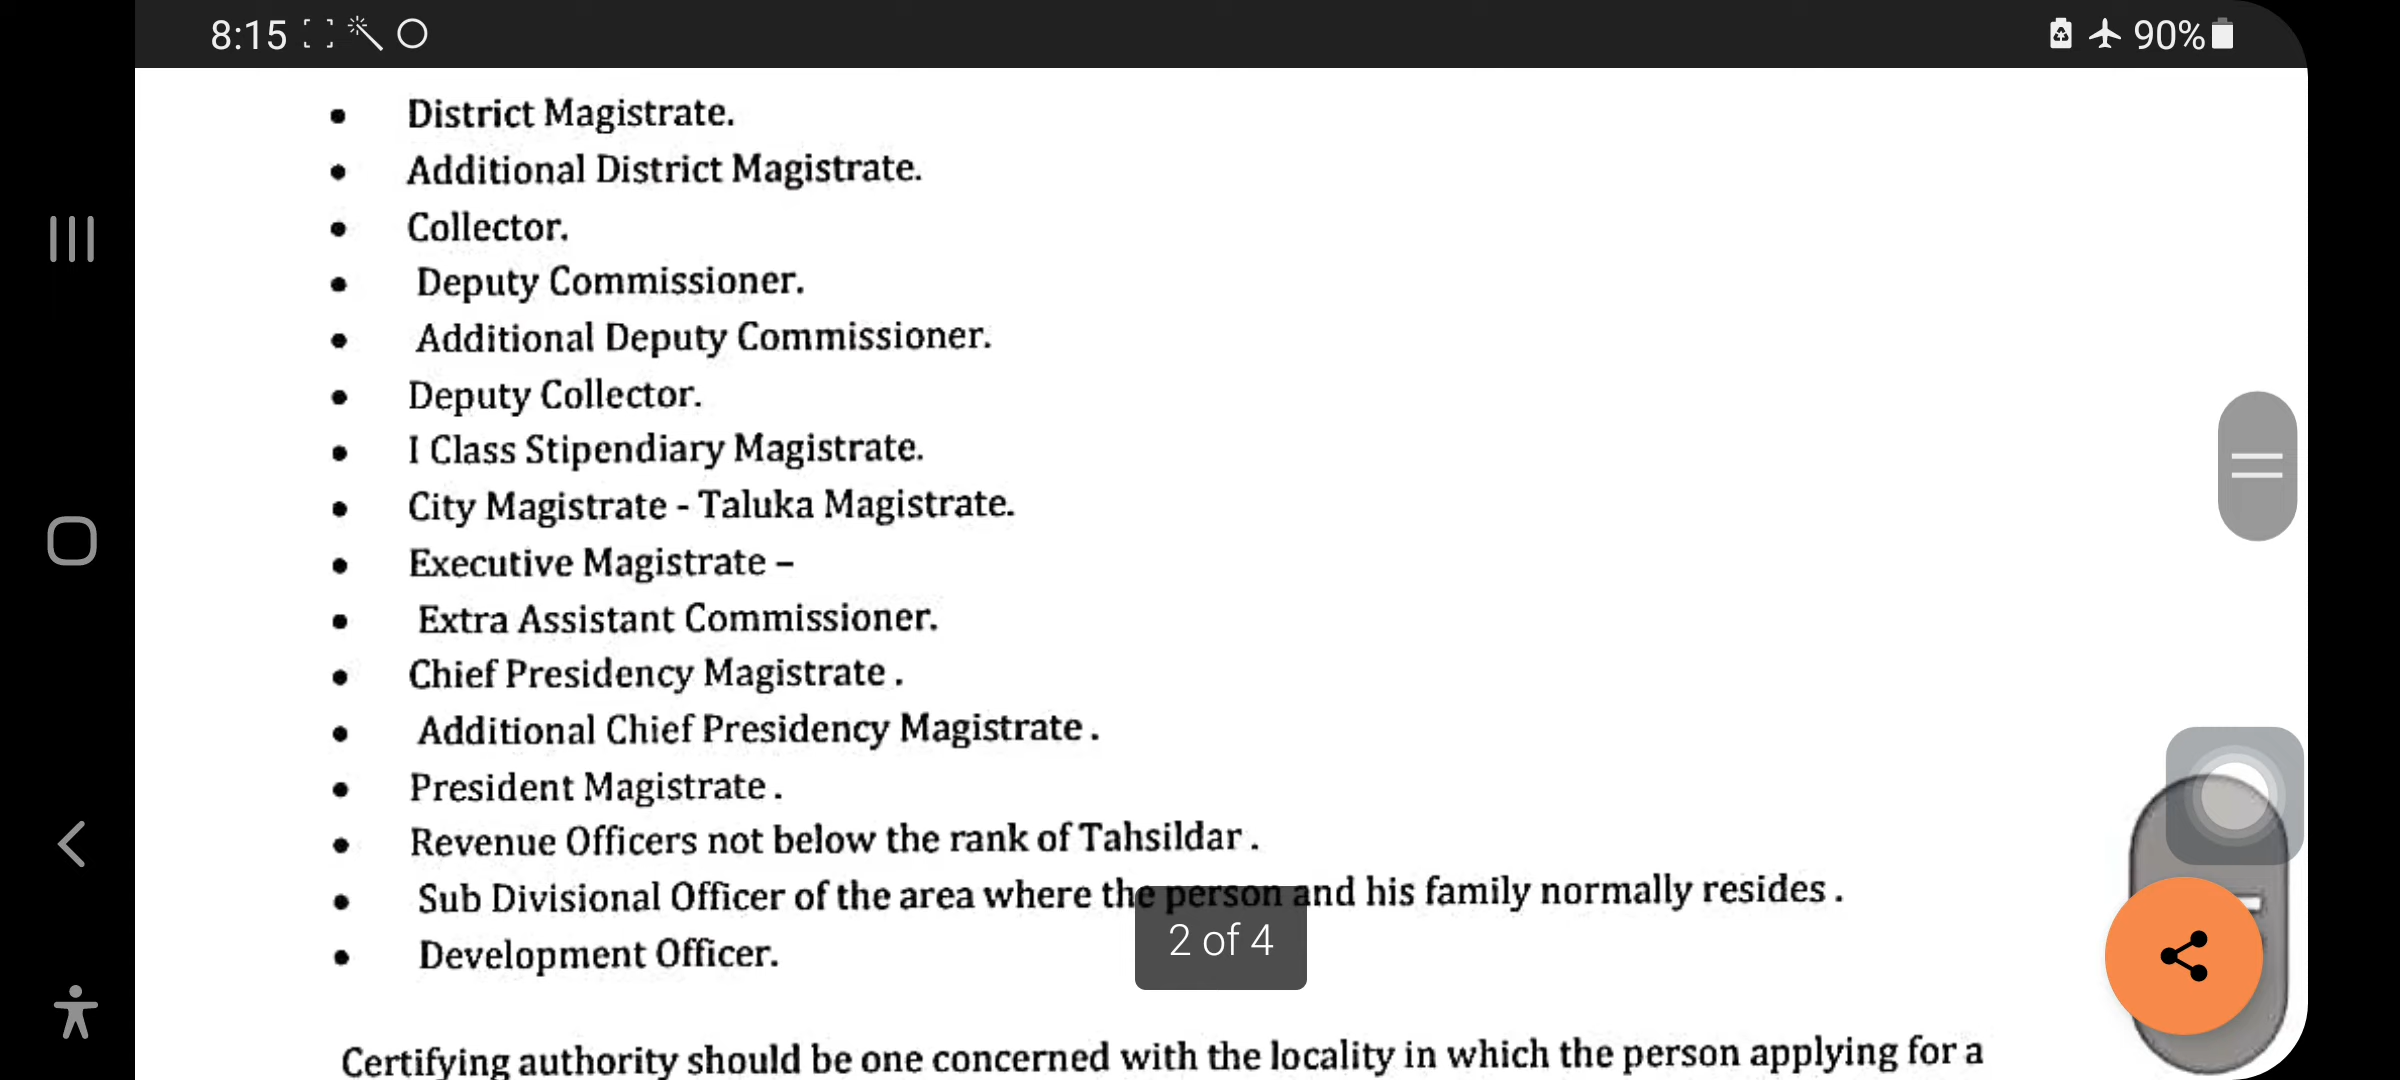 8:15
90%
• District Magistrate.
• Additional District Magistrate.
• Collector.
• Deputy Commissioner.
• Additional Deputy Commissioner.
• Deputy Collector.
• I Class Stipendiary Magistrate.
• City Magistrate - Taluka Magistrate.
• Executive Magistrate –
• Extra Assistant Commissioner.
• Chief Presidency Magistrate .
• Additional Chief Presidency Magistrate .
• President Magistrate .
• Revenue Officers not below the rank of Tahsildar .
• Sub Divisional Officer of the area where the person and his family normally resides .
• Development Officer.
2 of 4
Certifying authority should be one concerned with the locality in which the person applying for a